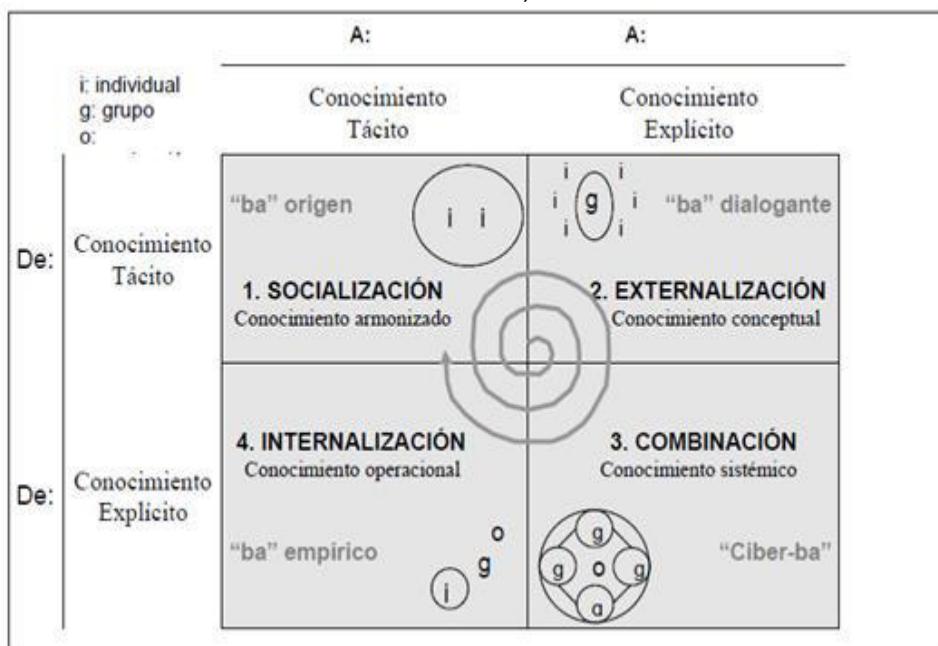 A:
A:
i: individual
g: grupo
o:
Conocimiento
Tácito
Conocimiento
Explícito
De:
Conocimiento
Tácito
“ba” origen
i i
1. SOCIALIZACIÓN
Conocimiento armonizado
i i
i g i
i i
“ba” dialogante
2. EXTERNALIZACIÓN
Conocimiento conceptual
De:
Conocimiento
Explícito
4. INTERNALIZACIÓN
Conocimiento operacional
“ba” empírico
o
g
i
3. COMBINACIÓN
Conocimiento sistémico
“Ciber-ba”
g
g o g
g